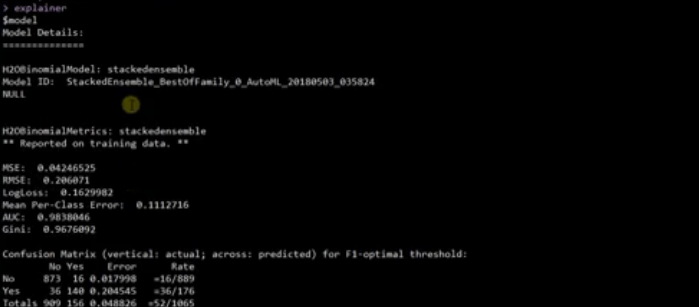 > explainer
$model
Model Details:
==============
H2OBinomialModel: stackedensemble
Model ID:  StackedEnsemble_BestOfFamily_0_AutoML_20180503_035824
NULL
H2OBinomialMetrics: stackedensemble
** Reported on training data. **
MSE:  0.04246525
RMSE:  0.206071
LogLoss:  0.1629982
Mean Per-Class Error:  0.1112716
AUC:  0.9838046
Gini:  0.9676092
Confusion Matrix (vertical: actual; across: predicted) for F1-optimal threshold:
No Yes    Error     Rate
No     873  16 0.017998   =16/889
Yes     36 140 0.204545   =36/176
Totals 909 156 0.048826  =52/1065